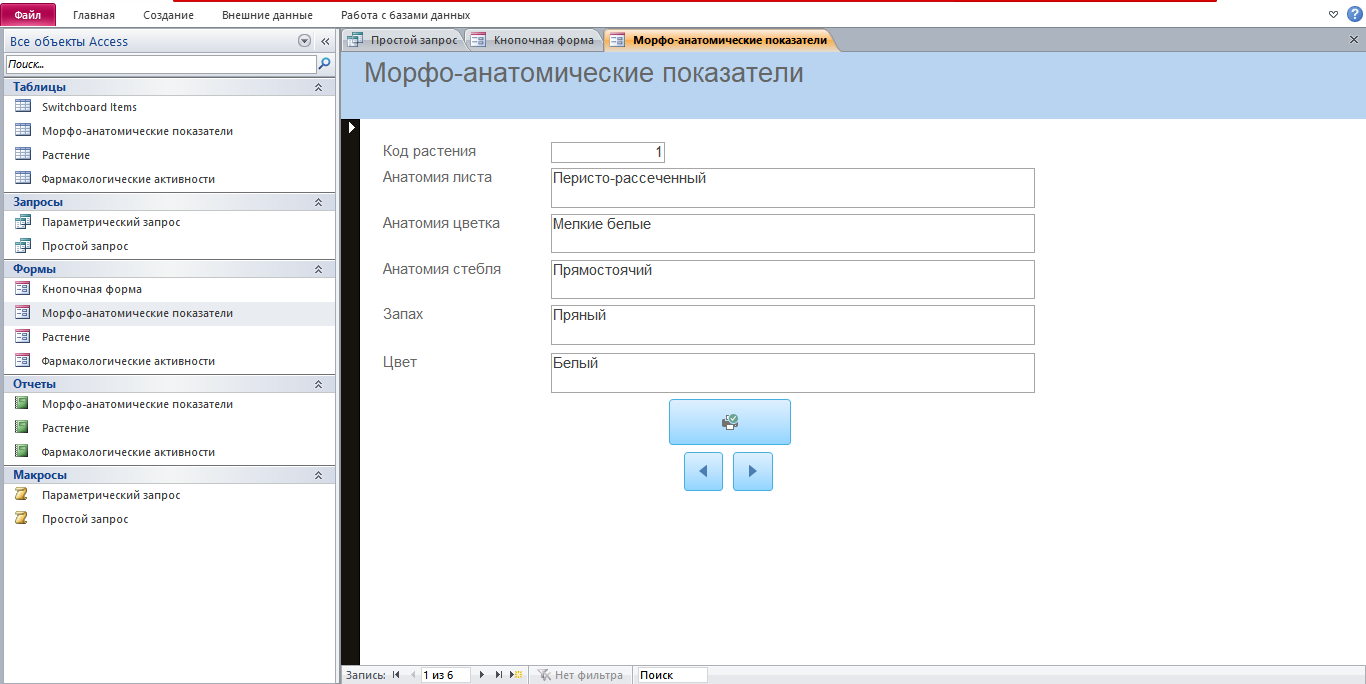 Файл Главная Создание Внешние данные Работа с базами данных
Все объекты Access
Поиск...
Таблицы
Switchboard Items
Морфо-анатомические показатели
Растение
Фармакологические активности
Запросы
Параметрический запрос
Простой запрос
Формы
Кнопочная форма
Морфо-анатомические показатели
Растение
Фармакологические активности
Отчеты
Морфо-анатомические показатели
Растение
Фармакологические активности
Макросы
Параметрический запрос
Простой запрос
Простой запрос Кнопочная форма Морфо-анатомические показатели
Морфо-анатомические показатели
Код растения 1
Анатомия листа Перисто-рассеченный
Анатомия цветка Мелкие белые
Анатомия стебля Прямостоячий
Запах Пряный
Цвет Белый
Запись: 1 из 6 Нет фильтра Поиск